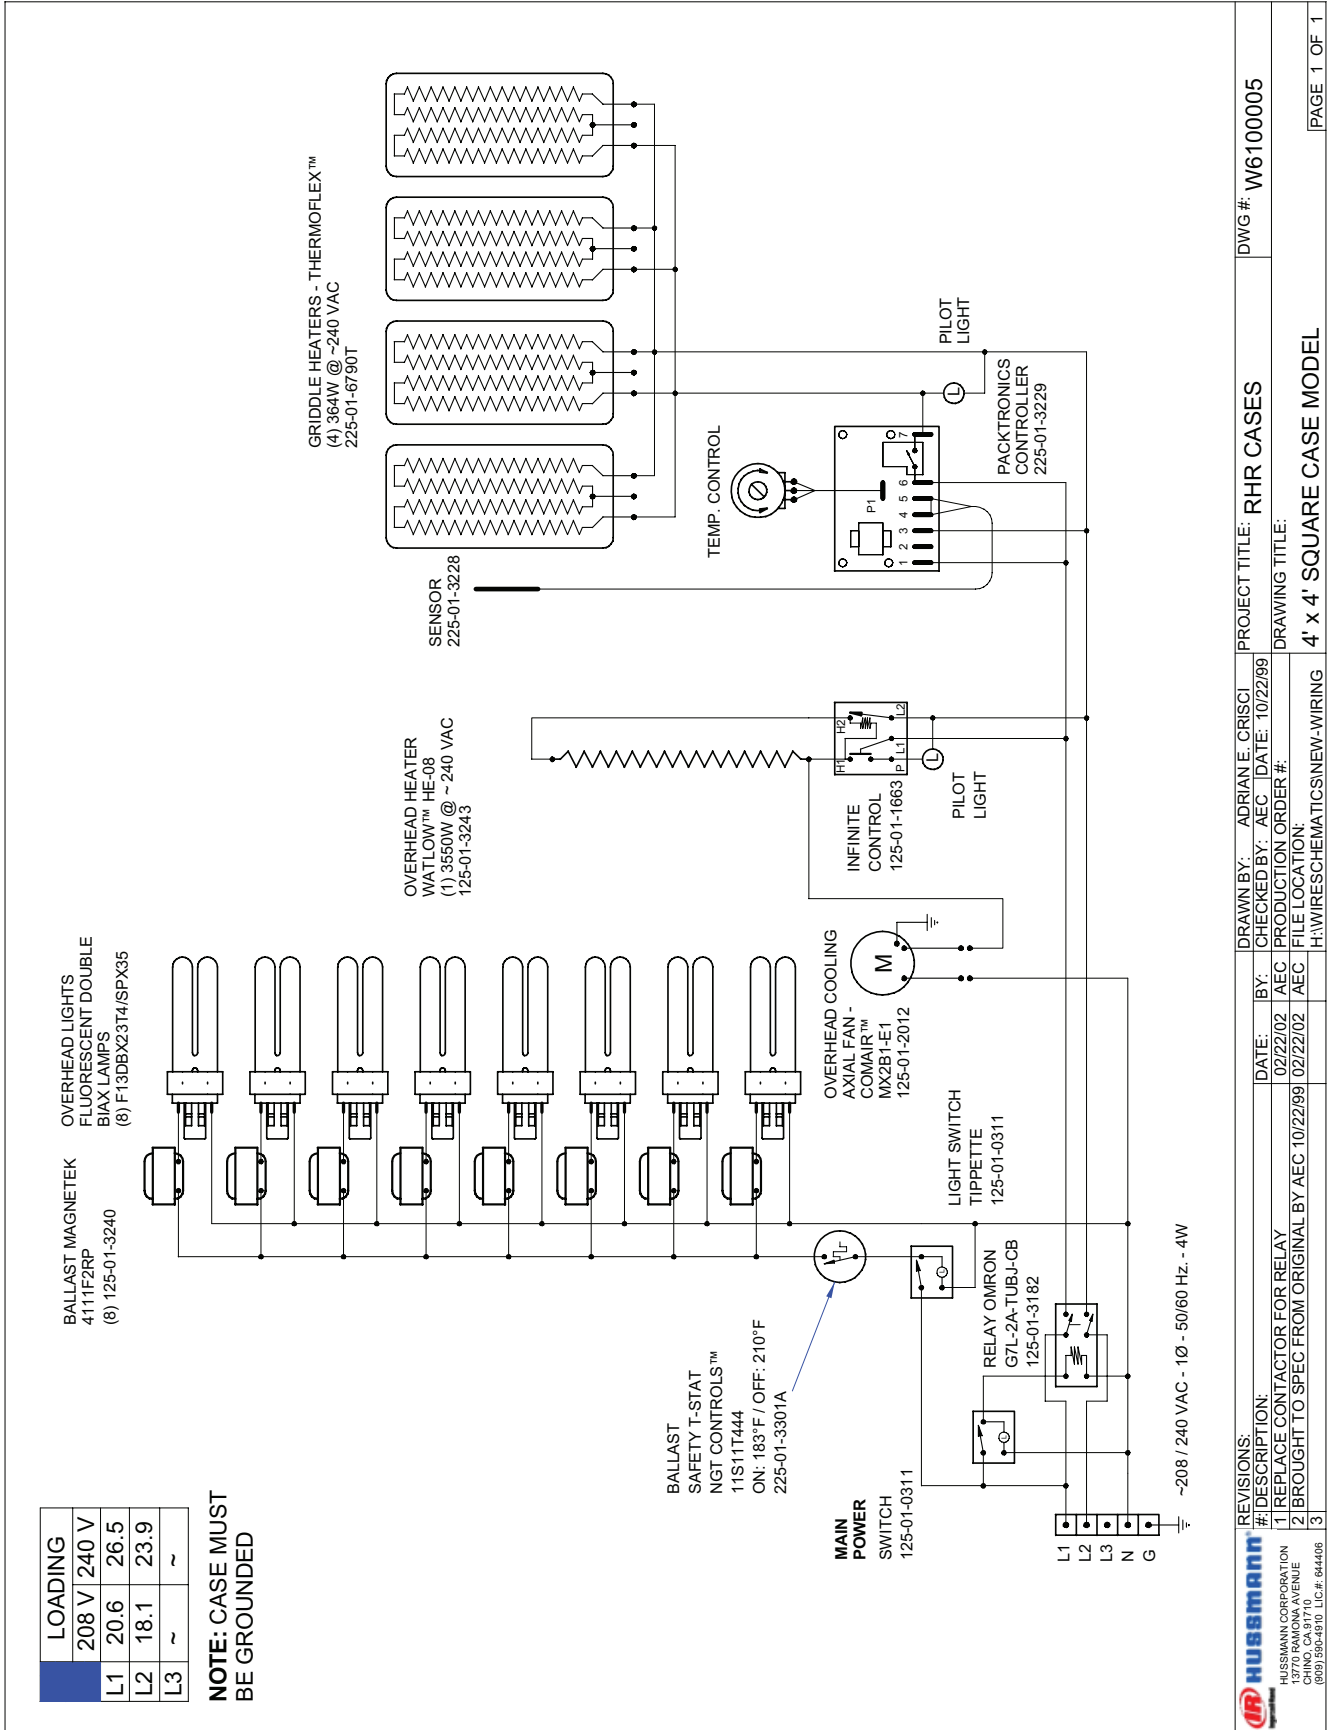 LOADING
208 V 240 V
L1 20.6 26.5
L2 18.1 23.9
L3 ~ ~
NOTE: CASE MUST
BE GROUNDED
BALLAST MAGNETEK
4111F2RP
(8) 125-01-3240
OVERHEAD LIGHTS
FLUORESCENT DOUBLE
BIAX LAMPS
(8) F13DBX23T4/SPX35
GRIDDLE HEATERS - THERMOFLEX™
(4) 364W @ ~240 VAC
225-01-6790T
OVERHEAD HEATER
WATLOW™ HE-08
(1) 3550W @ ~ 240 VAC
125-01-3243
SENSOR
225-01-3228
TEMP. CONTROL
BALLAST
SAFETY T-STAT
NGT CONTROLS™
11S11T444
ON: 183°F / OFF: 210°F
225-01-3301A
OVERHEAD COOLING
AXIAL FAN -
COMAIR™
MX2B1-E1
125-01-2012
M
INFINITE
CONTROL
125-01-1663
H1 H2
P L1 L2
L
PILOT
LIGHT
P1
1 2 3 4 5 6 7
L
PILOT
LIGHT
PACKTRONICS
CONTROLLER
225-01-3229
LIGHT SWITCH
TIPPETTE
125-01-0311
L
MAIN
POWER
SWITCH
125-01-0311
L
RELAY OMRON
G7L-2A-TUBJ-CB
125-01-3182
L1
L2
L3
N
G
~208 / 240 VAC - 1Ø - 50/60 Hz. - 4W
IR HUSSMANN
Ingersoll-Rand
HUSSMANN CORPORATION
13770 RAMONA AVENUE
CHINO, CA.91710
(909) 590-4910 LIC.#: 644406
REVISIONS:
#: DESCRIPTION: DATE: BY:
1 REPLACE CONTACTOR FOR RELAY 02/22/02 AEC
2 BROUGHT TO SPEC FROM ORIGINAL BY AEC 10/22/99 02/22/02 AEC
3
DRAWN BY: ADRIAN E. CRISCI
CHECKED BY: AEC DATE: 10/22/99
PRODUCTION ORDER #:
FILE LOCATION:
H:\WIRESCHEMATICS\NEW-WIRING
PROJECT TITLE: RHR CASES
DWG #: W6100005
DRAWING TITLE:
4' x 4' SQUARE CASE MODEL
PAGE 1 OF 1